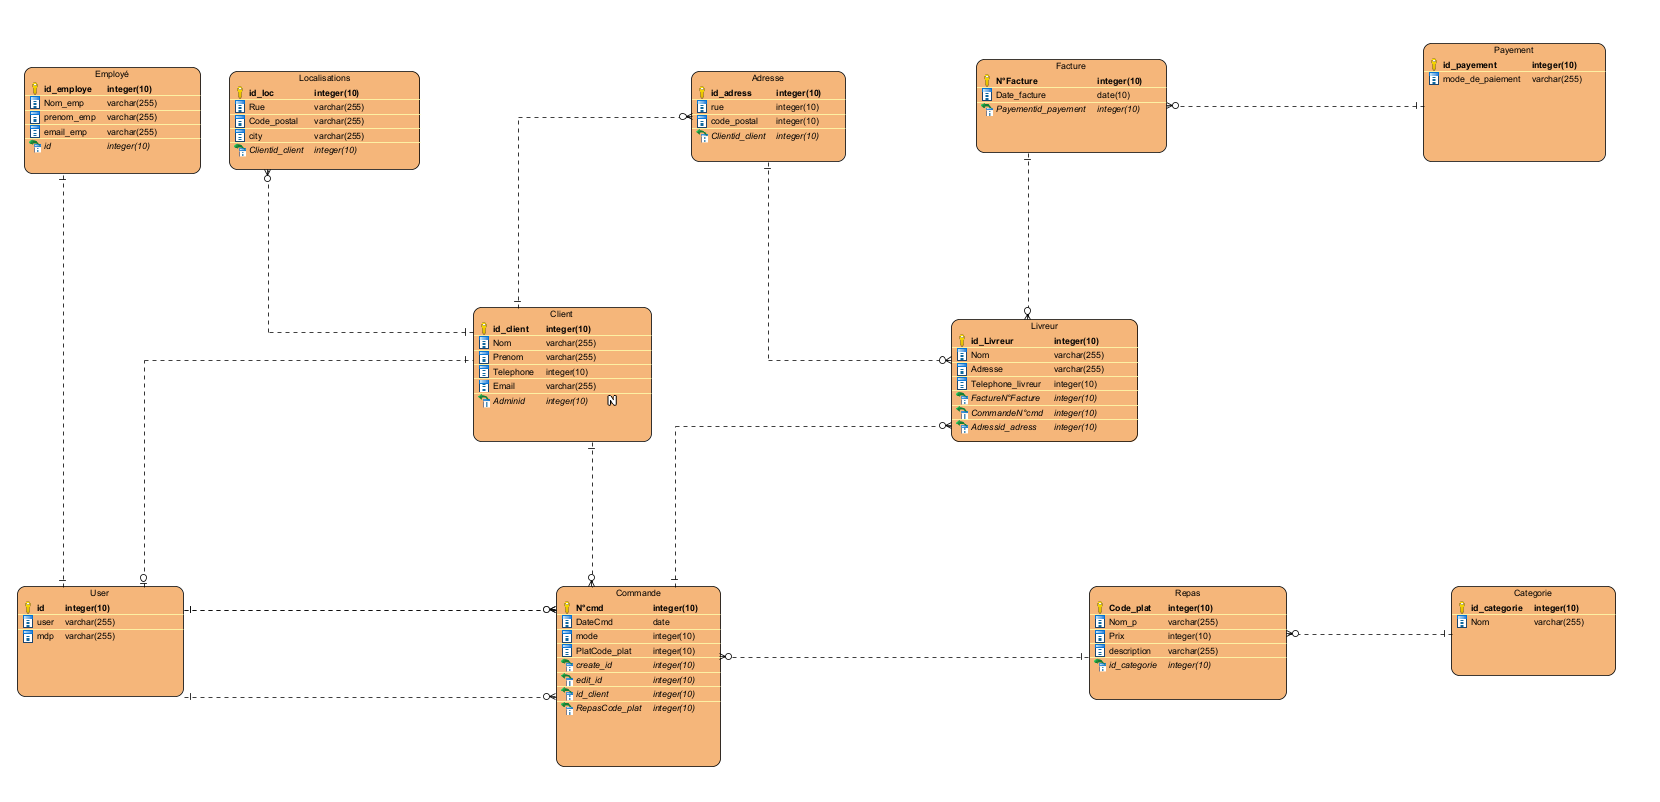 Employé
id_employe integer(10)
Nom_emp varchar(255)
prenom_emp varchar(255)
email_emp varchar(255)
id integer(10)
Localisations
id_loc integer(10)
Rue varchar(255)
Code_postal varchar(255)
city varchar(255)
Clientid_client integer(10)
Adresse
id_adress integer(10)
rue integer(10)
code_postal integer(10)
Clientid_client integer(10)
Facture
N°Facture integer(10)
Date_facture date(10)
Payementid_payement integer(10)
Payement
id_payement integer(10)
mode_de_paiement varchar(255)
Client
id_client integer(10)
Nom varchar(255)
Prenom varchar(255)
Telephone integer(10)
Email varchar(255)
Adminid integer(10)
N
Livreur
id_Livreur integer(10)
Nom varchar(255)
Adresse varchar(255)
Telephone_livreur integer(10)
FactureN°Facture integer(10)
CommandeN°cmd integer(10)
Adressid_adress integer(10)
User
id integer(10)
user varchar(255)
mdp varchar(255)
Commande
N°cmd integer(10)
DateCmd date
mode integer(10)
PlatCode_plat integer(10)
create_id integer(10)
edit_id integer(10)
id_client integer(10)
RepasCode_plat integer(10)
Repas
Code_plat integer(10)
Nom_p varchar(255)
Prix integer(10)
description varchar(255)
id_categorie integer(10)
Categorie
id_categorie integer(10)
Nom varchar(255)